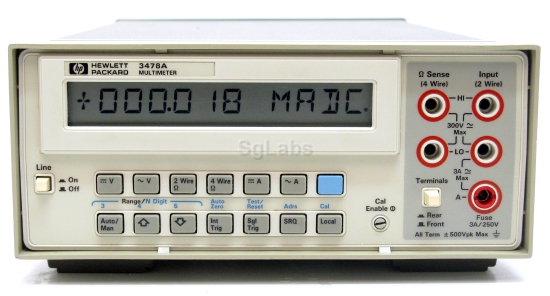 hp HEWLETT PACKARD 3478A MULTIMETER
+000.018 MADC.
SgLabs
Ω Sense (4 Wire)
Input (2 Wire)
HI
300V Max
LO
3A Max
A
Fuse 3A/250V
Terminals
Rear
Front
All Term ±500Vpk Max
Line
On
Off
V
~ V
2 Wire Ω
4 Wire Ω
A
~ A
3 Range/N Digit 5
Auto Zero
Test/Reset
Adrs
Cal
Auto/Man
Int Trig
Sgl Trig
SRQ
Local
Cal Enable